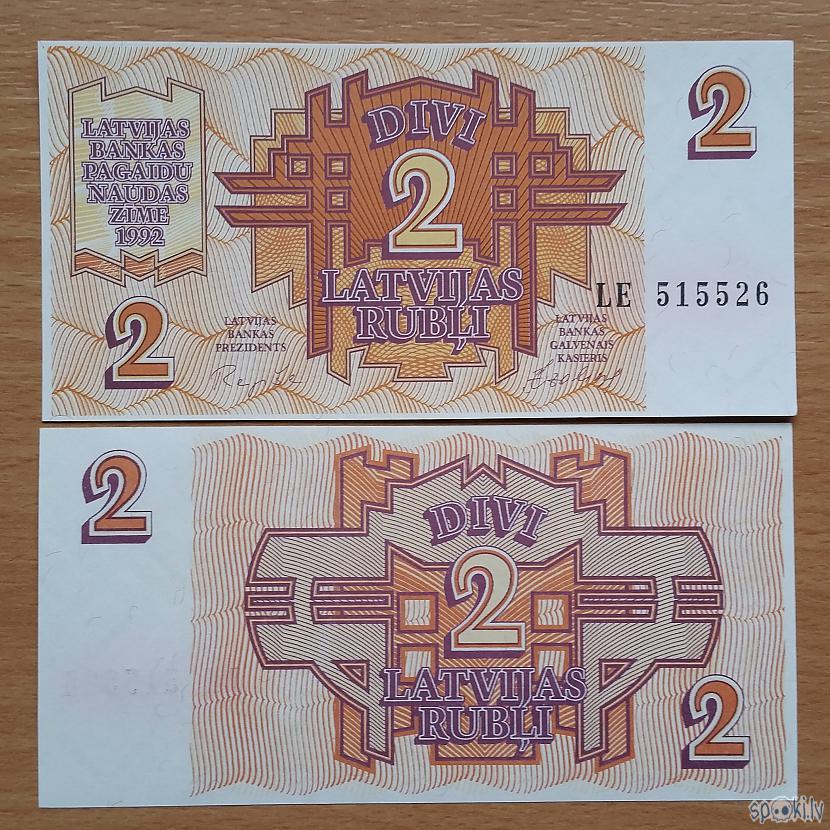 LATVIJAS
BANKAS
PAGAIDU
NAUDAS
ZĪME
1992
DIVI
2
LATVIJAS
RUBĻI
2
2
LATVIJAS
BANKAS
PREZIDENTS
LATVIJAS
BANKAS
GALVENAIS
KASIERIS
LE 515526
2
DIVI
2
LATVIJAS
RUBĻI
2
spoki.lv